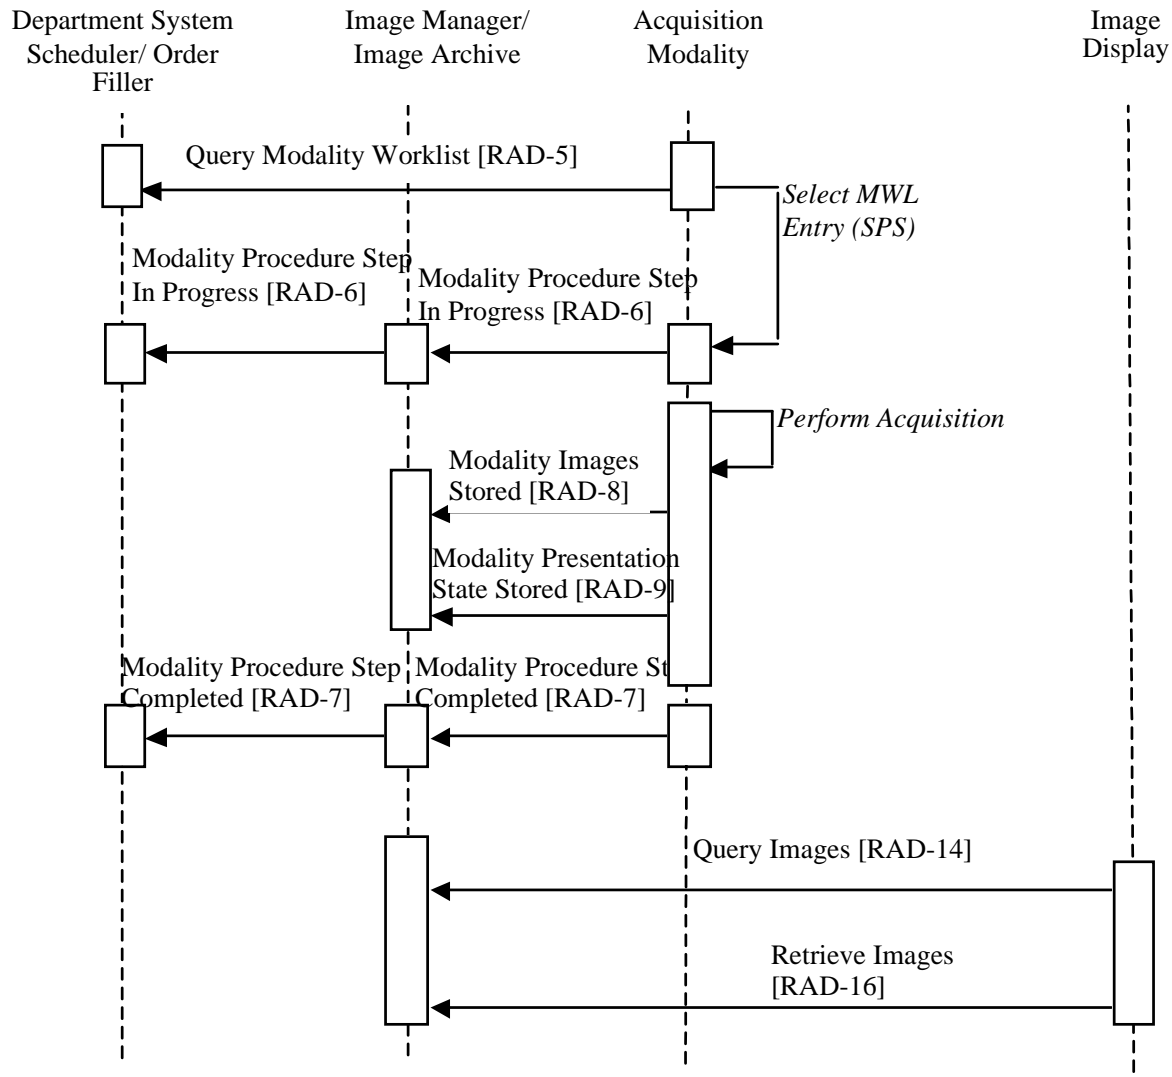 Department System
Scheduler/ Order
Filler
Image Manager/
Image Archive
Acquisition
Modality
Image
Display
Query Modality Worklist [RAD-5]
Select MWL
Entry (SPS)
Modality Procedure Step
In Progress [RAD-6]
Modality Procedure Step
In Progress [RAD-6]
Perform Acquisition
Modality Images
Stored [RAD-8]
Modality Presentation
State Stored [RAD-9]
Modality Procedure Step
Completed [RAD-7]
Modality Procedure St
Completed [RAD-7]
Query Images [RAD-14]
Retrieve Images
[RAD-16]